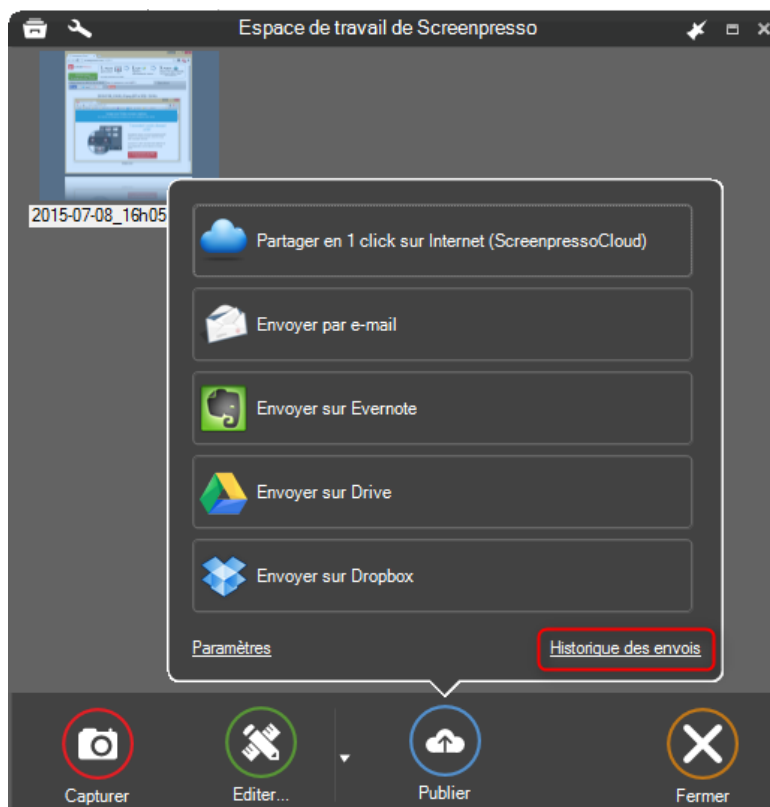 Espace de travail de Screenpresso
2015-07-08_16h05
Partager en 1 click sur Internet (ScreenpressoCloud)
Envoyer par e-mail
Envoyer sur Evernote
Envoyer sur Drive
Envoyer sur Dropbox
Paramètres
Historique des envois
Capturer
Editer...
Publier
Fermer